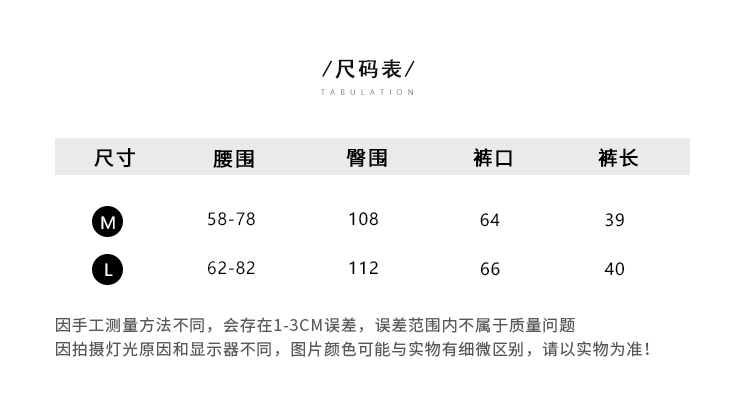 /尺码表/
TABULATION
尺寸 腰围 臀围 裤口 裤长
M 58-78 108 64 39
L 62-82 112 66 40
因手工测量方法不同，会存在1-3CM误差，误差范围内不属于质量问题
因拍摄灯光原因和显示器不同，图片颜色可能与实物有细微区别，请以实物为准！